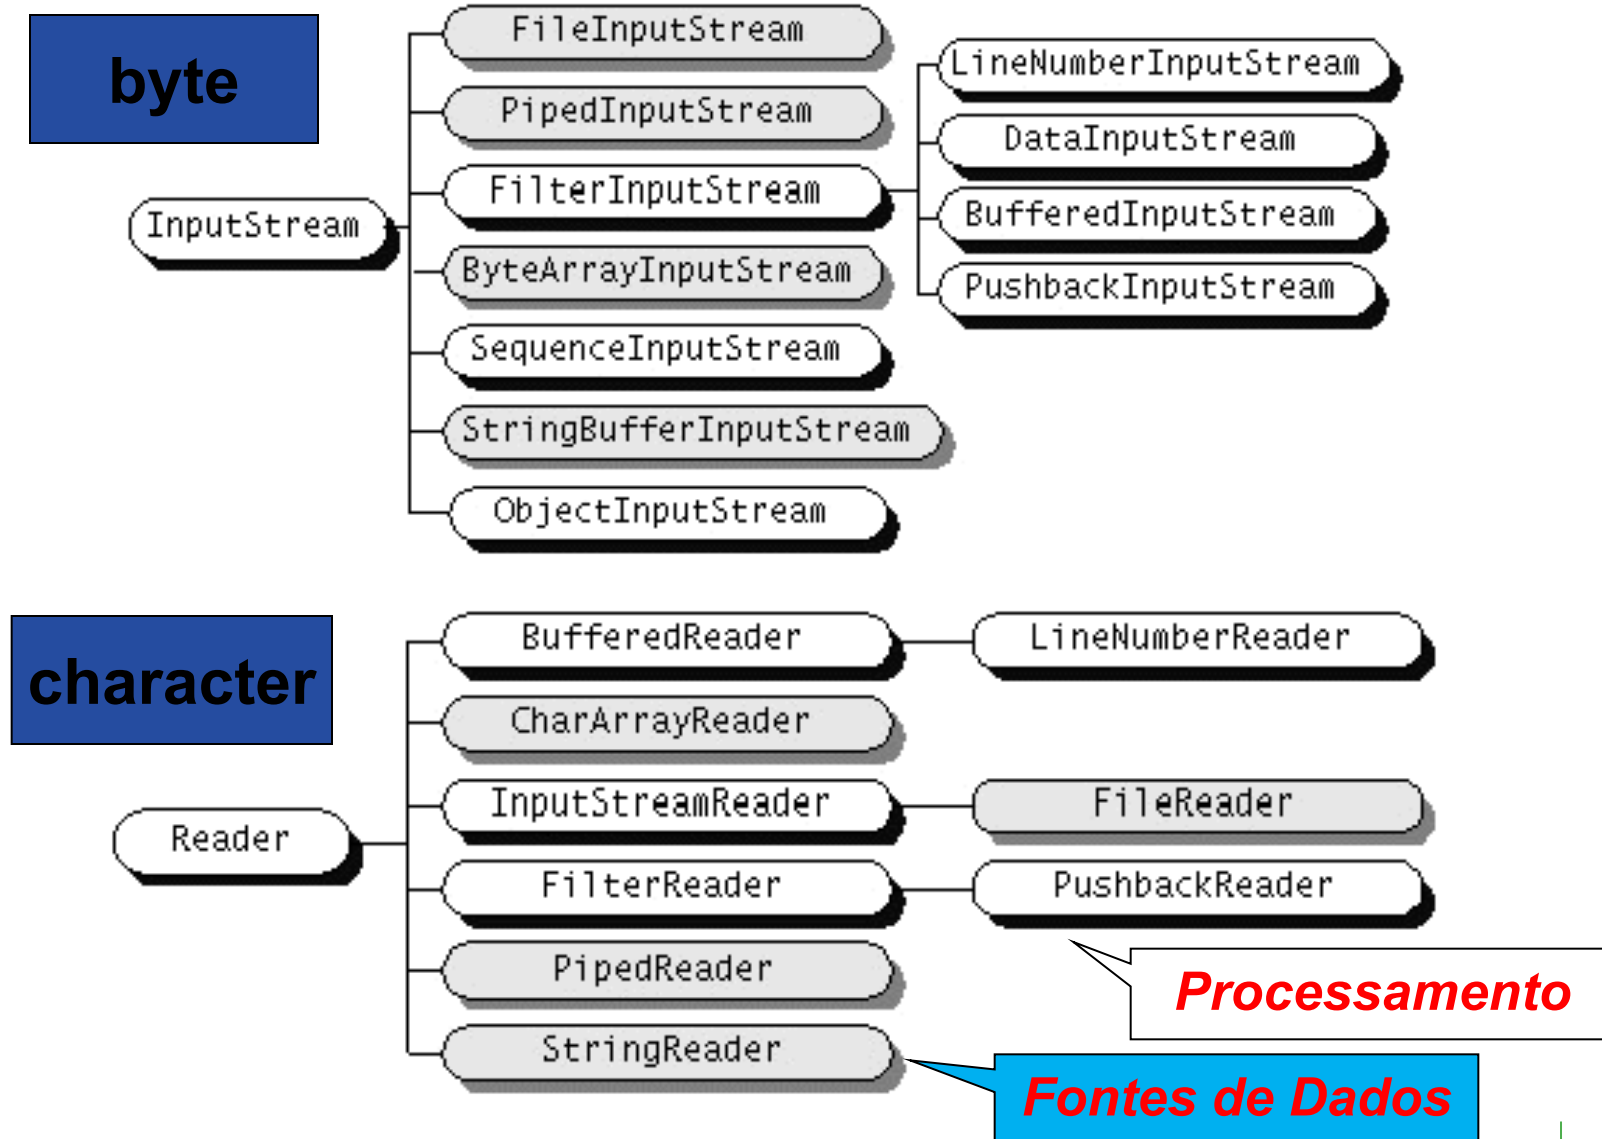 byte
InputStream
FileInputStream
PipedInputStream
FilterInputStream
ByteArrayInputStream
SequenceInputStream
StringBufferInputStream
ObjectInputStream
LineNumberInputStream
DataInputStream
BufferedInputStream
PushbackInputStream
character
Reader
BufferedReader
LineNumberReader
CharArrayReader
InputStreamReader
FileReader
FilterReader
PushbackReader
PipedReader
StringReader
Processamento
Fontes de Dados